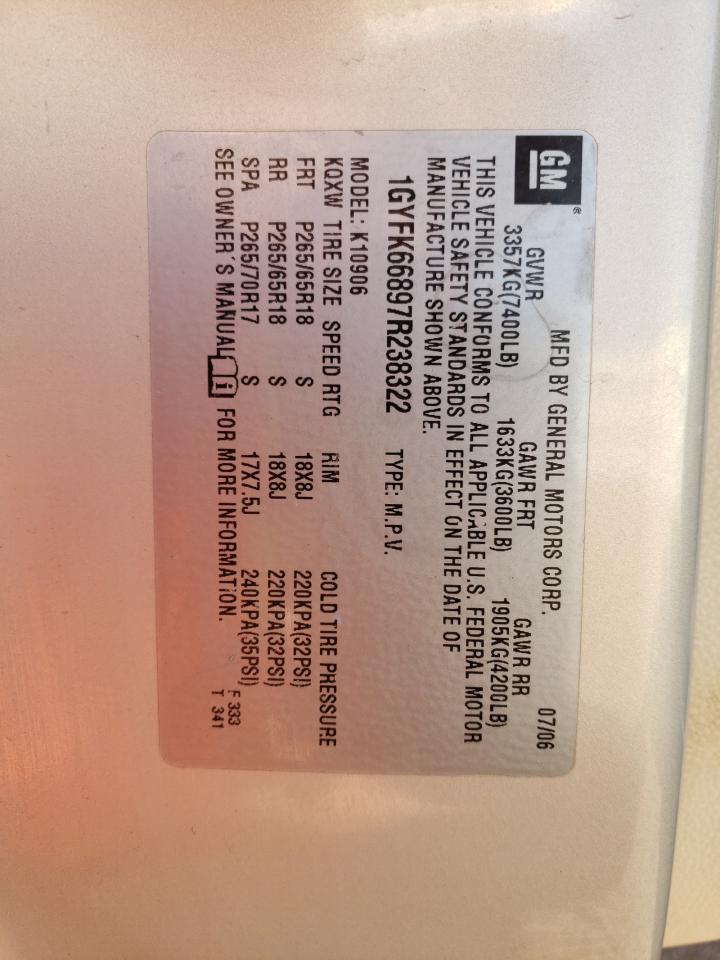 GM®
MFD BY GENERAL MOTORS CORP. 07/06
GVWR GAWR FRT GAWR RR
3357KG(7400LB) 1633KG(3600LB) 1905KG(4200LB)
THIS VEHICLE CONFORMS TO ALL APPLICABLE U.S. FEDERAL MOTOR
VEHICLE SAFETY STANDARDS IN EFFECT ON THE DATE OF
MANUFACTURE SHOWN ABOVE.
1GYFK66897R238322 TYPE: M.P.V.
MODEL: K10906
KQXW TIRE SIZE SPEED RTG RIM COLD TIRE PRESSURE
FRT P265/65R18 S 18X8J 220KPA(32PSI)
RR P265/65R18 S 18X8J 220KPA(32PSI)
SPA P265/70R17 S 17X7.5J 240KPA(35PSI)
SEE OWNER'S MANUAL FOR MORE INFORMATION.
F 333
T 341